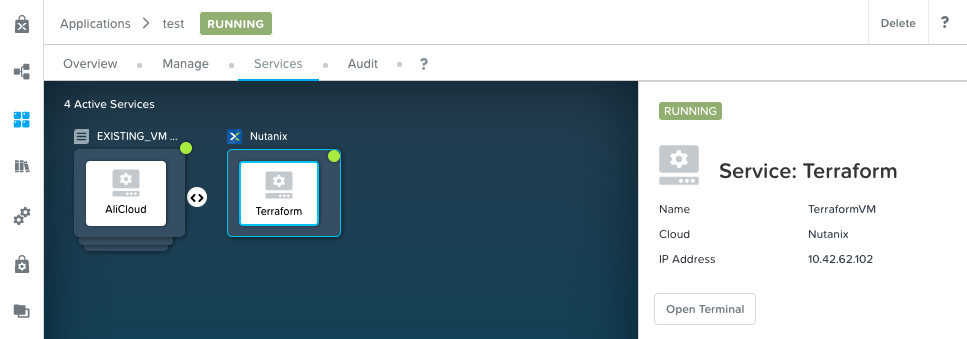 Applications > test RUNNING Delete ?
Overview Manage Services Audit ?
4 Active Services
EXISTING_VM ... Nutanix
AliCloud
Terraform
RUNNING
Service: Terraform
Name TerraformVM
Cloud Nutanix
IP Address 10.42.62.102
Open Terminal